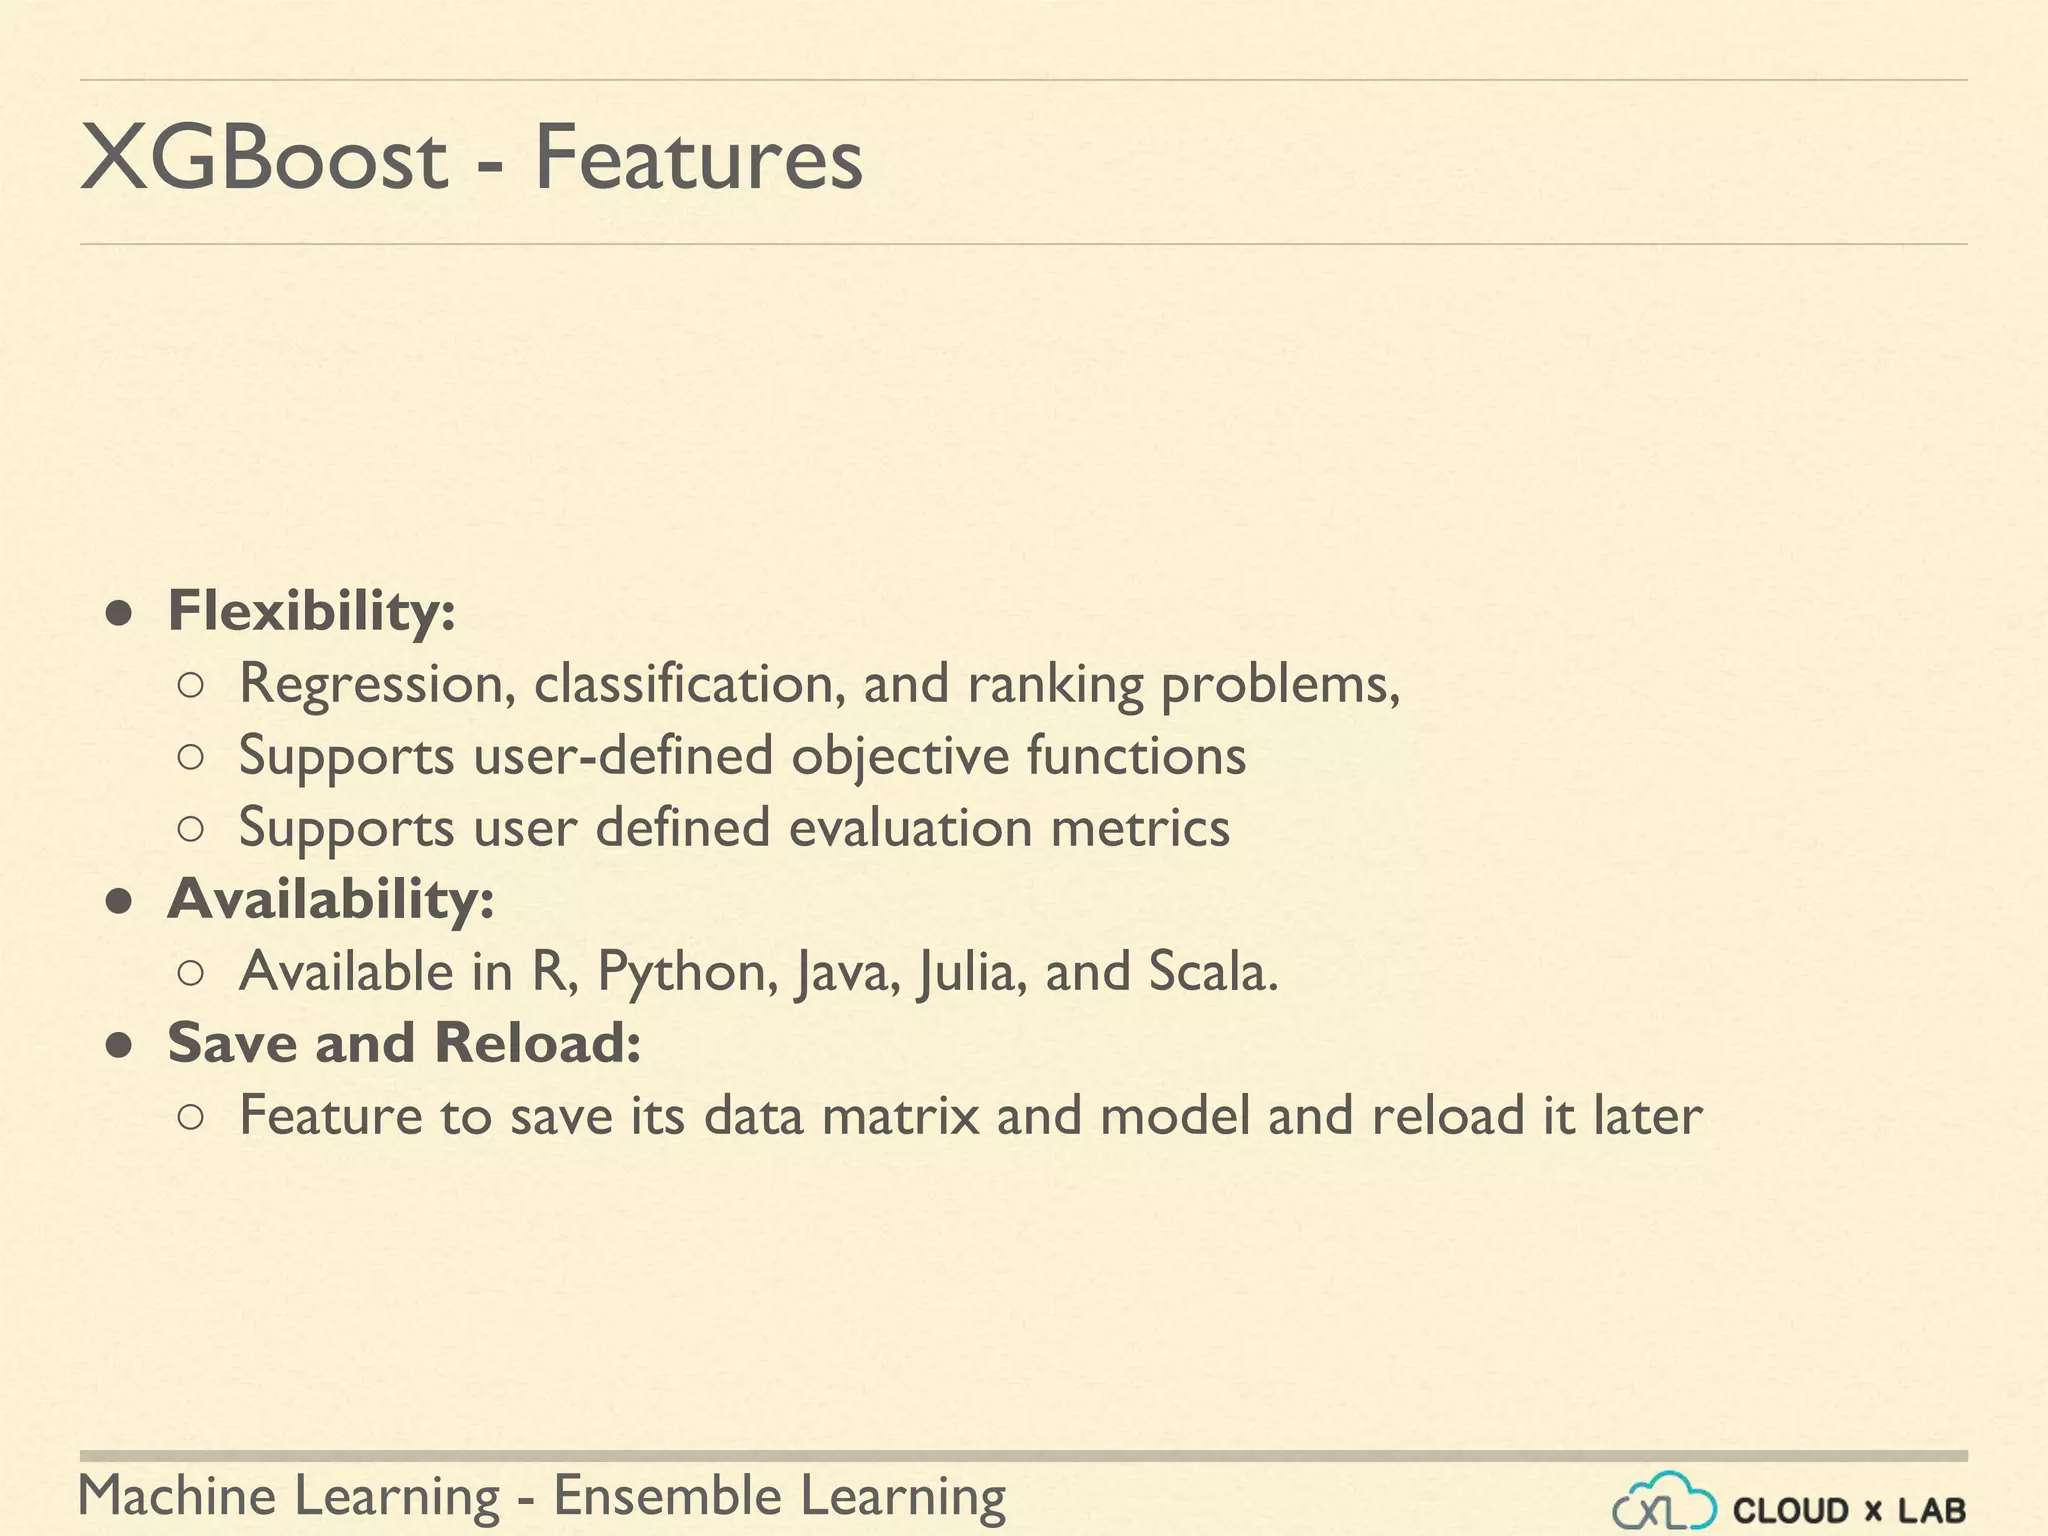 XGBoost - Features
● Flexibility:
○ Regression, classification, and ranking problems,
○ Supports user-defined objective functions
○ Supports user defined evaluation metrics
● Availability:
○ Available in R, Python, Java, Julia, and Scala.
● Save and Reload:
○ Feature to save its data matrix and model and reload it later
Machine Learning - Ensemble Learning
CXL CLOUD x LAB